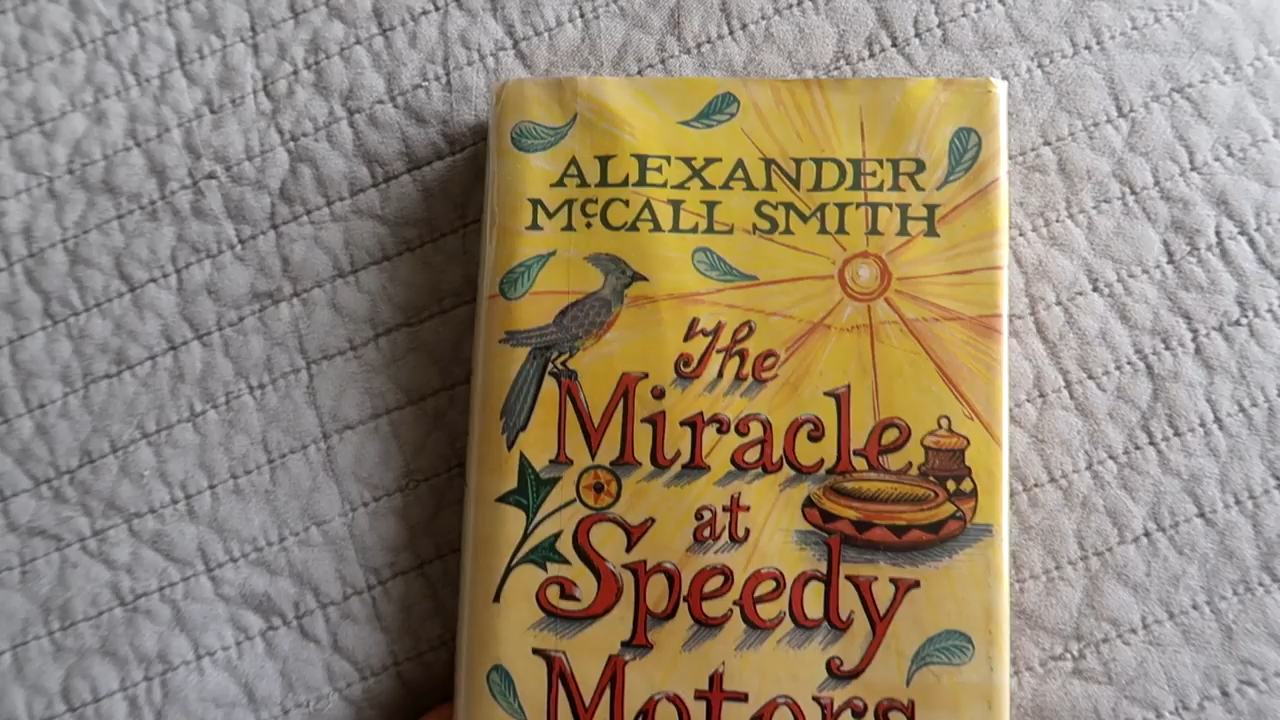 ALEXANDER
McCALL SMITH
The
Miracle
at
Speedy
Motors